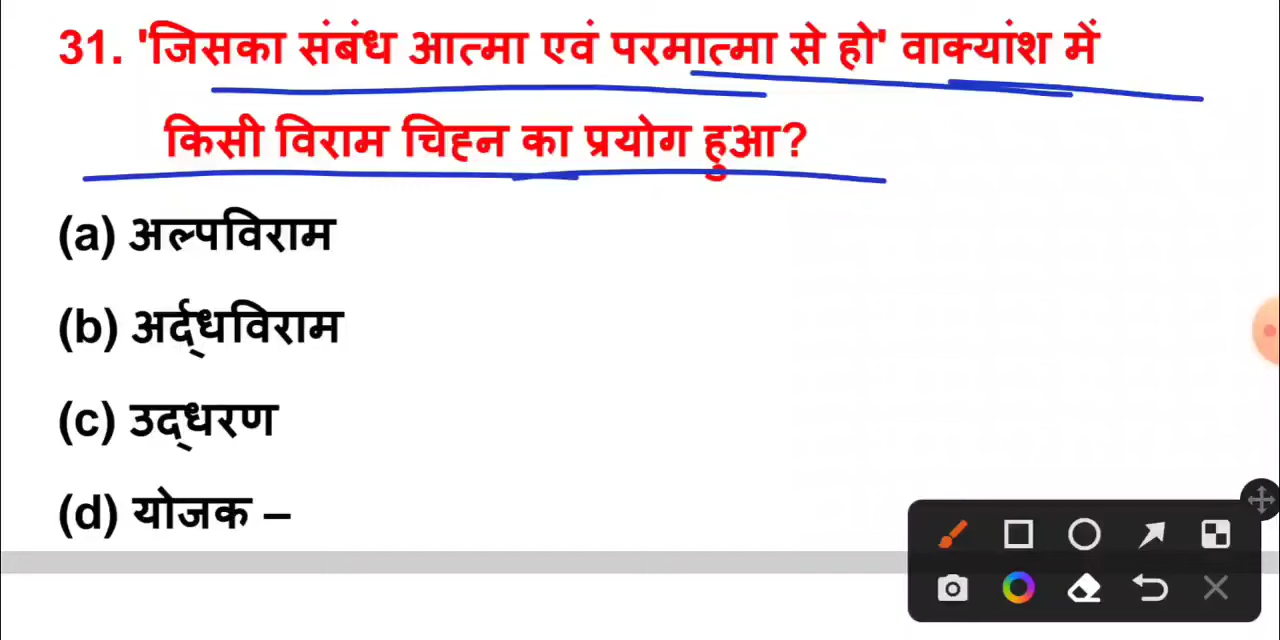 31. 'जिसका संबंध आत्मा एवं परमात्मा से हो' वाक्यांश में
किसी विराम चिह्न का प्रयोग हुआ?
(a) अल्पविराम
(b) अर्द्धविराम
(c) उद्धरण
(d) योजक –